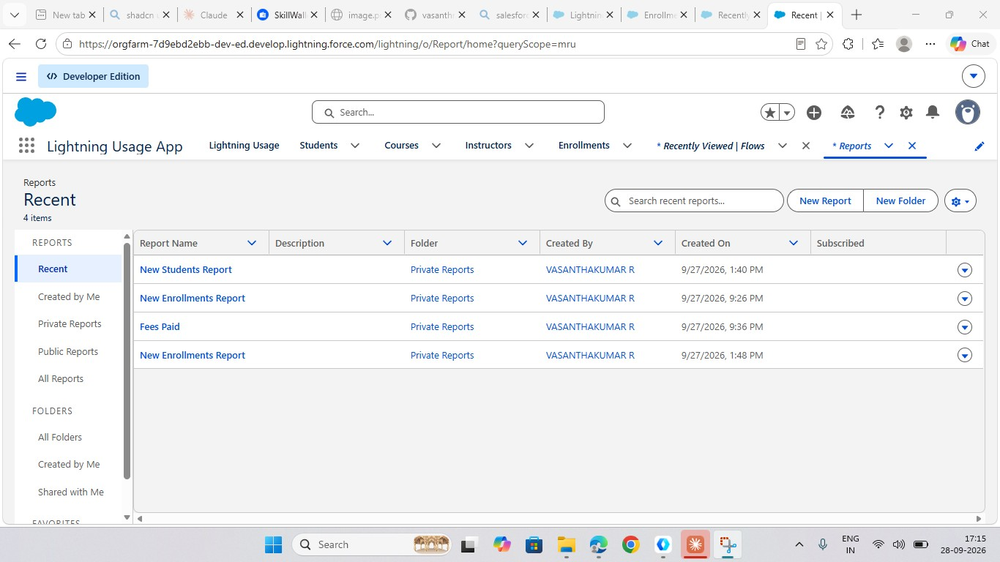 New tab
shadcn
Claude
SkillWal
image.p
vasanth
salesfor
Lightnin
Enrollme
Recently
Recent |
https://orgfarm-7d9ebd2ebb-dev-ed.develop.lightning.force.com/lightning/o/Report/home?queryScope=mru
Chat
</> Developer Edition
Search...
Lightning Usage App
Lightning Usage
Students
Courses
Instructors
Enrollments
* Recently Viewed | Flows
* Reports
Reports
Recent
4 items
Search recent reports...
New Report
New Folder
REPORTS
Recent
Created by Me
Private Reports
Public Reports
All Reports
FOLDERS
All Folders
Created by Me
Shared with Me
FAVORITES
Report Name Description Folder Created By Created On Subscribed
New Students Report Private Reports VASANTHAKUMAR R 9/27/2026, 1:40 PM
New Enrollments Report Private Reports VASANTHAKUMAR R 9/27/2026, 9:26 PM
Fees Paid Private Reports VASANTHAKUMAR R 9/27/2026, 9:36 PM
New Enrollments Report Private Reports VASANTHAKUMAR R 9/27/2026, 1:48 PM
Search
ENG
IN
17:15
28-09-2026